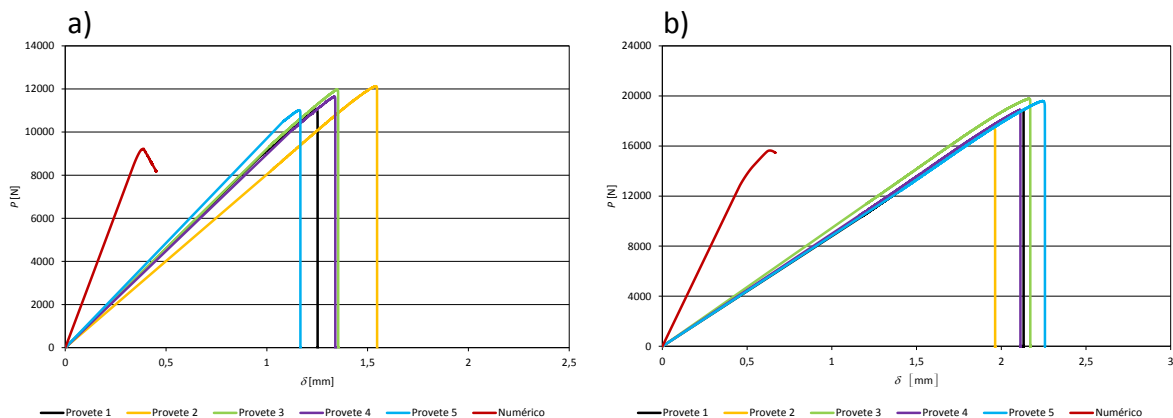 a)
14000
12000
10000
8000
6000
4000
2000
0
P [N]
0 0,5 1 1,5 2 2,5
δ [mm]
Provete 1 Provete 2 Provete 3 Provete 4 Provete 5 Numérico
b)
24000
20000
16000
12000
8000
4000
0
P [N]
0 0,5 1 1,5 2 2,5 3
δ [mm]
Provete 1 Provete 2 Provete 3 Provete 4 Provete 5 Numérico